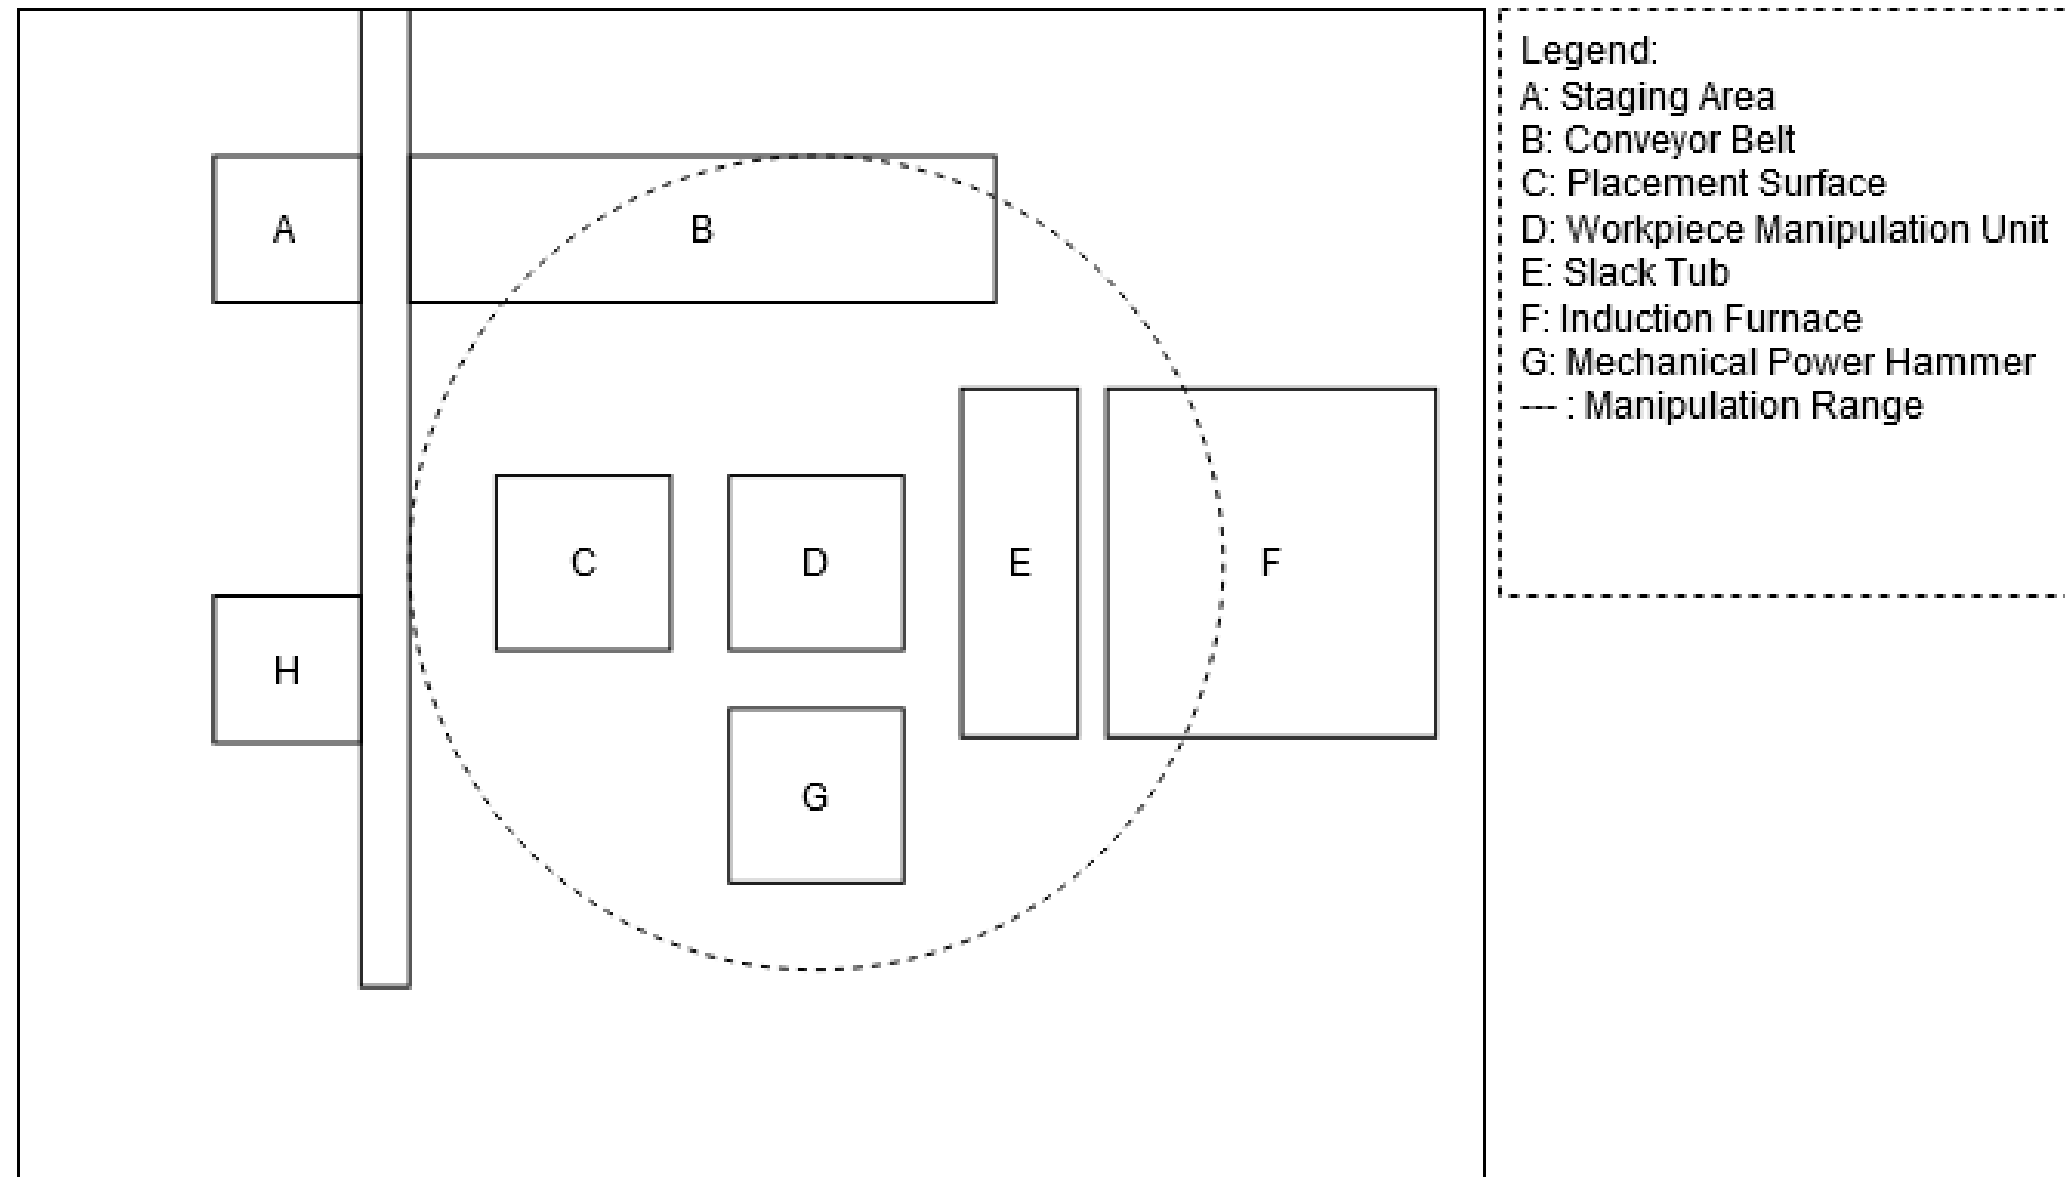 A
B
C
D
E
F
H
G
Legend:
A: Staging Area
B: Conveyor Belt
C: Placement Surface
D: Workpiece Manipulation Unit
E: Slack Tub
F: Induction Furnace
G: Mechanical Power Hammer
--- : Manipulation Range